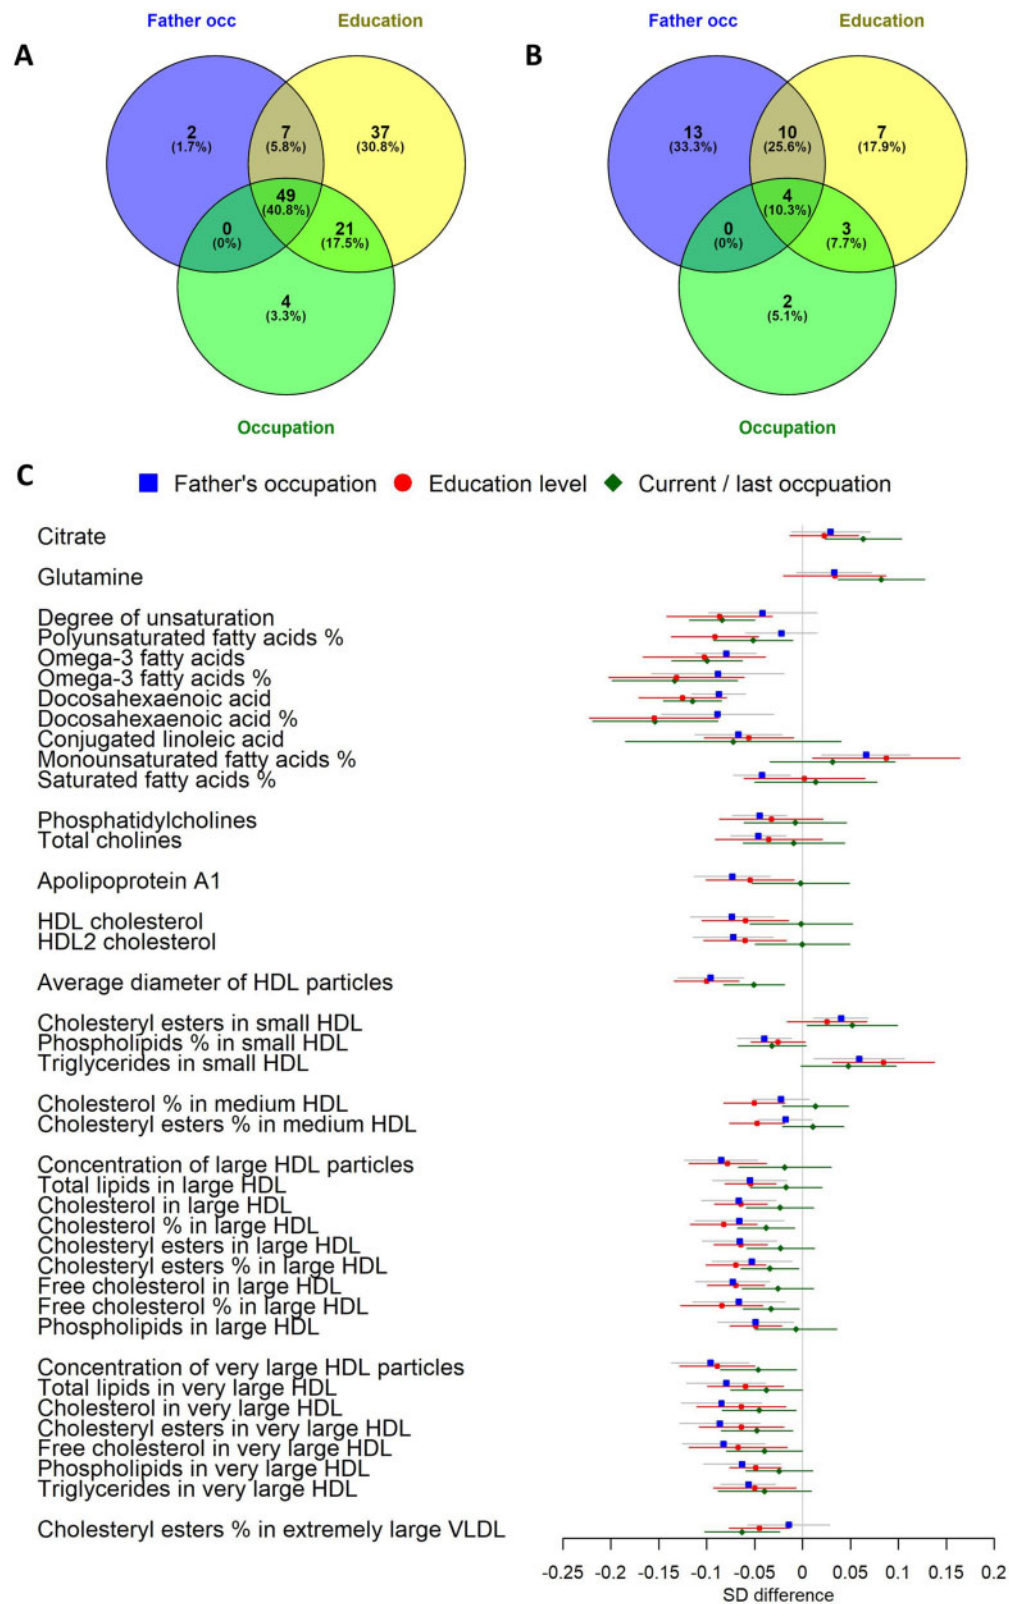 Father occ Education Father occ Education
A B
2 7 37 13 10 7
(1.7%) (5.8%) (30.8%) (33.3%) (25.6%) (17.9%)
49 4
(40.8%) (10.3%)
0 21 0 3
(0%) (17.5%) (0%) (7.7%)
4 2
(3.3%) (5.1%)
Occupation Occupation
C
Father's occupation Education level Current / last occpuation
Citrate
Glutamine
Degree of unsaturation
Polyunsaturated fatty acids %
Omega-3 fatty acids
Omega-3 fatty acids %
Docosahexaenoic acid
Docosahexaenoic acid %
Conjugated linoleic acid
Monounsaturated fatty acids %
Saturated fatty acids %
Phosphatidylcholines
Total cholines
Apolipoprotein A1
HDL cholesterol
HDL2 cholesterol
Average diameter of HDL particles
Cholesteryl esters in small HDL
Phospholipids % in small HDL
Triglycerides in small HDL
Cholesterol % in medium HDL
Cholesteryl esters % in medium HDL
Concentration of large HDL particles
Total lipids in large HDL
Cholesterol in large HDL
Cholesterol % in large HDL
Cholesteryl esters in large HDL
Cholesteryl esters % in large HDL
Free cholesterol in large HDL
Free cholesterol % in large HDL
Phospholipids in large HDL
Concentration of very large HDL particles
Total lipids in very large HDL
Cholesterol in very large HDL
Cholesteryl esters in very large HDL
Free cholesterol in very large HDL
Phospholipids in very large HDL
Triglycerides in very large HDL
Cholesteryl esters % in extremely large VLDL
-0.25 -0.2 -0.15 -0.1 -0.05 0 0.05 0.1 0.15 0.2
SD difference